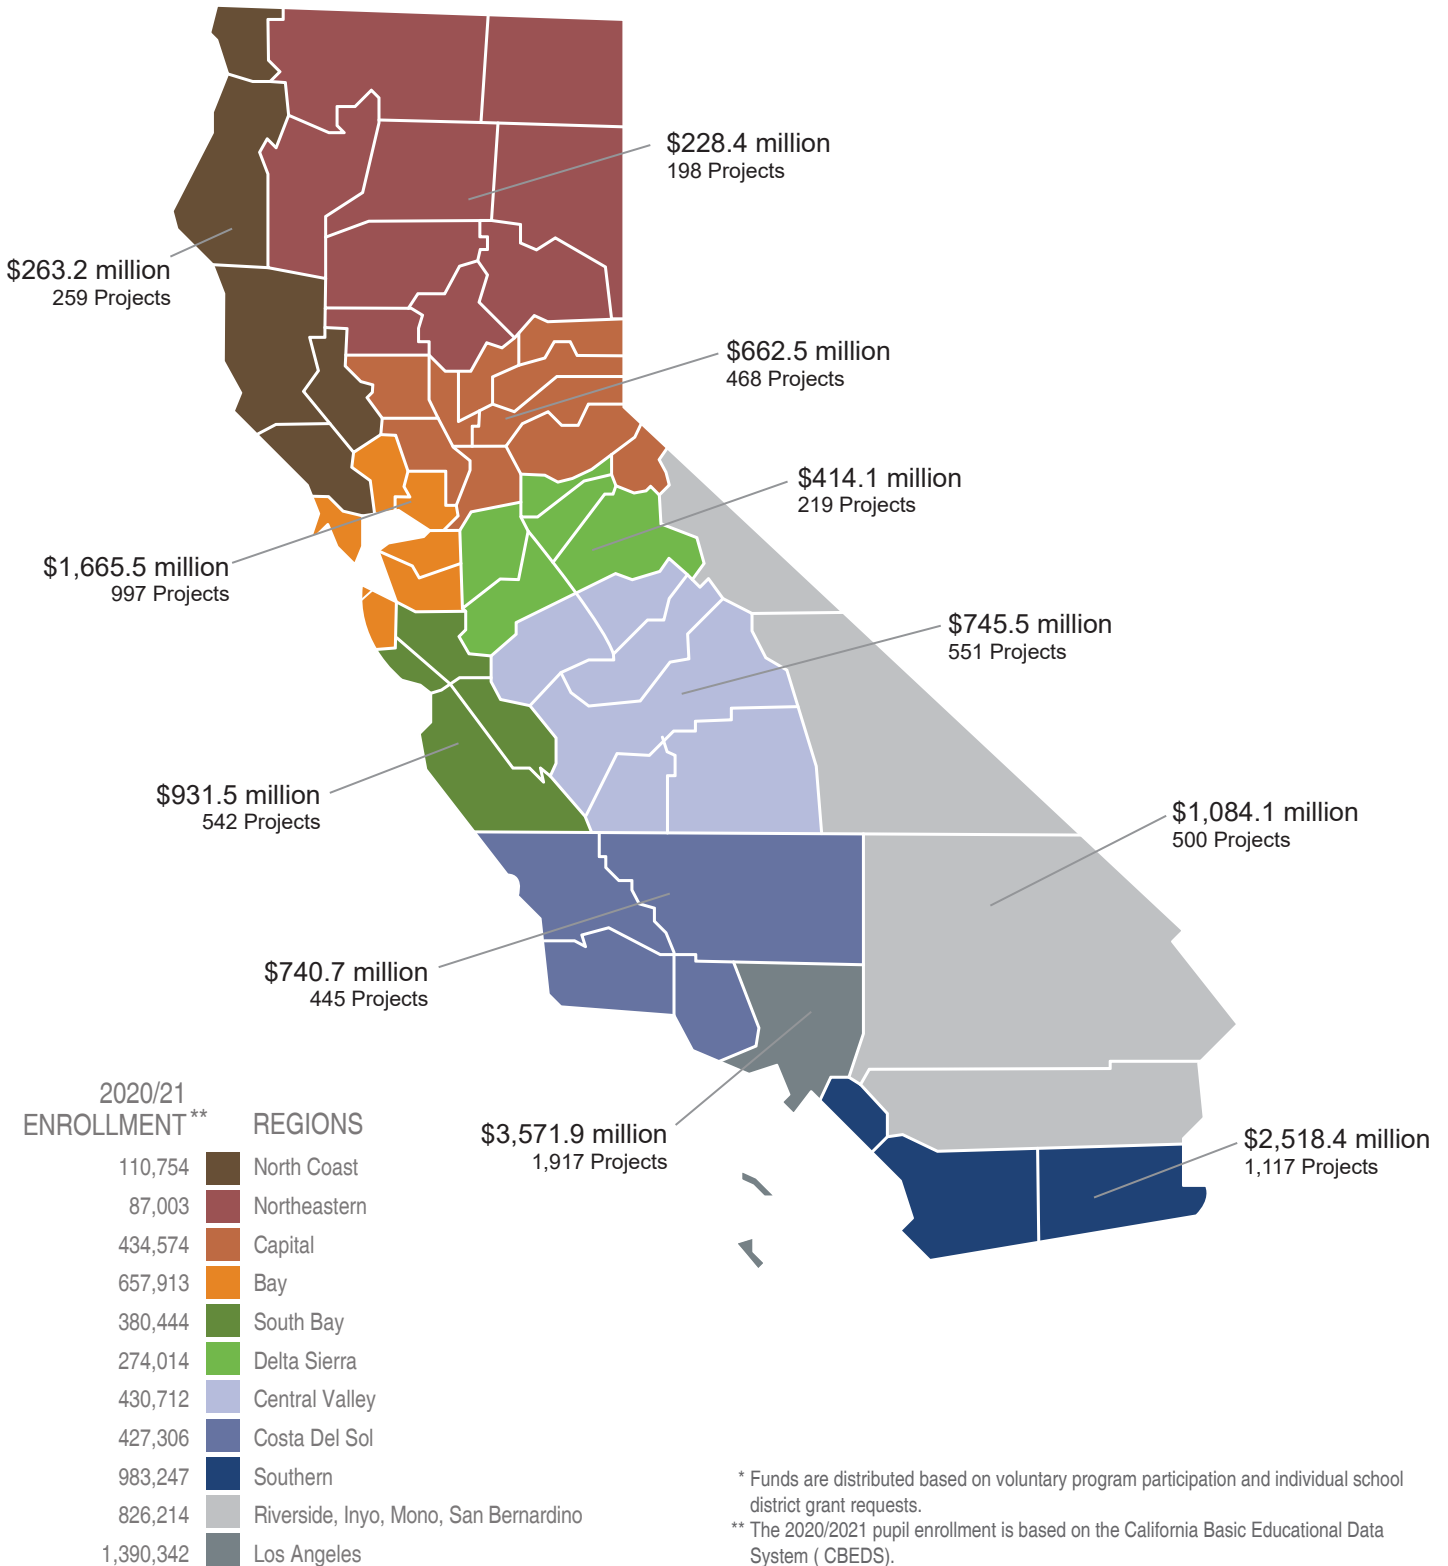 $228.4 million
198 Projects
$263.2 million
259 Projects
$662.5 million
468 Projects
$414.1 million
219 Projects
$1,665.5 million
997 Projects
$745.5 million
551 Projects
$931.5 million
542 Projects
$1,084.1 million
500 Projects
$740.7 million
445 Projects
$3,571.9 million
1,917 Projects
$2,518.4 million
1,117 Projects
2020/21
ENROLLMENT** REGIONS
110,754 North Coast
87,003 Northeastern
434,574 Capital
657,913 Bay
380,444 South Bay
274,014 Delta Sierra
430,712 Central Valley
427,306 Costa Del Sol
983,247 Southern
826,214 Riverside, Inyo, Mono, San Bernardino
1,390,342 Los Angeles
* Funds are distributed based on voluntary program participation and individual school
district grant requests.
** The 2020/2021 pupil enrollment is based on the California Basic Educational Data
System ( CBEDS).